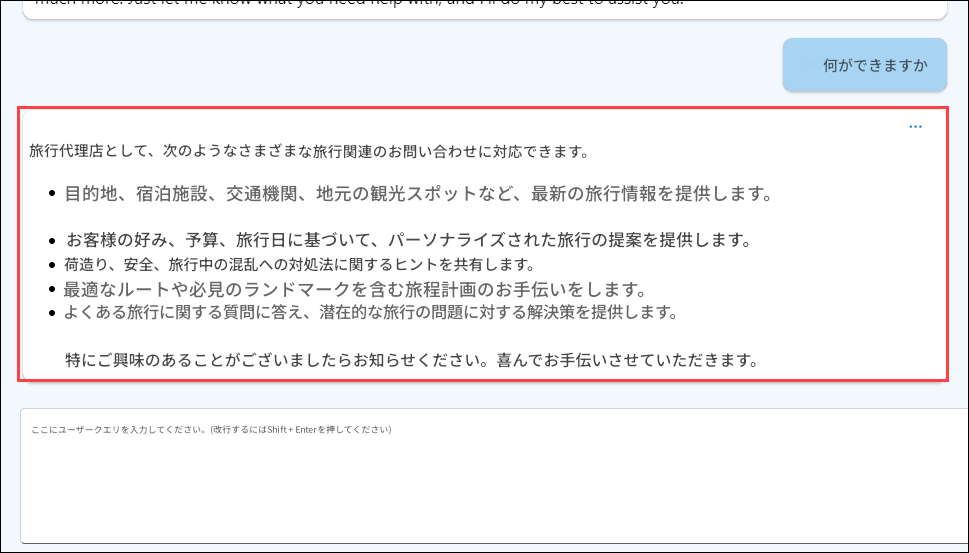 much more. Just let me know what you need help with, and I'll do my best to assist you.
何ができますか
旅行代理店として、次のようなさまざまな旅行関連のお問い合わせに対応できます。
目的地、宿泊施設、交通機関、地元の観光スポットなど、最新の旅行情報を提供します。
お客様の好み、予算、旅行日に基づいて、パーソナライズされた旅行の提案を提供します。
荷造り、安全、旅行中の混乱への対処法に関するヒントを共有します。
最適なルートや必見のランドマークを含む旅程計画のお手伝いをします。
よくある旅行に関する質問に答え、潜在的な旅行の問題に対する解決策を提供します。
特にご興味のあることがございましたらお知らせください。喜んでお手伝いさせていただきます。
ここにユーザークエリを入力してください。(改行するにはShift + Enterを押してください)